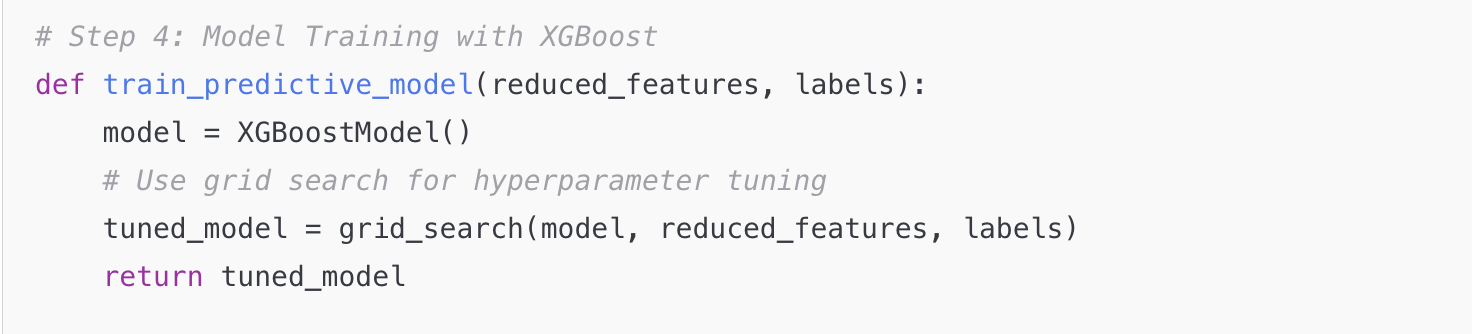 # Step 4: Model Training with XGBoost
def train_predictive_model(reduced_features, labels):
    model = XGBoostModel()
    # Use grid search for hyperparameter tuning
    tuned_model = grid_search(model, reduced_features, labels)
    return tuned_model